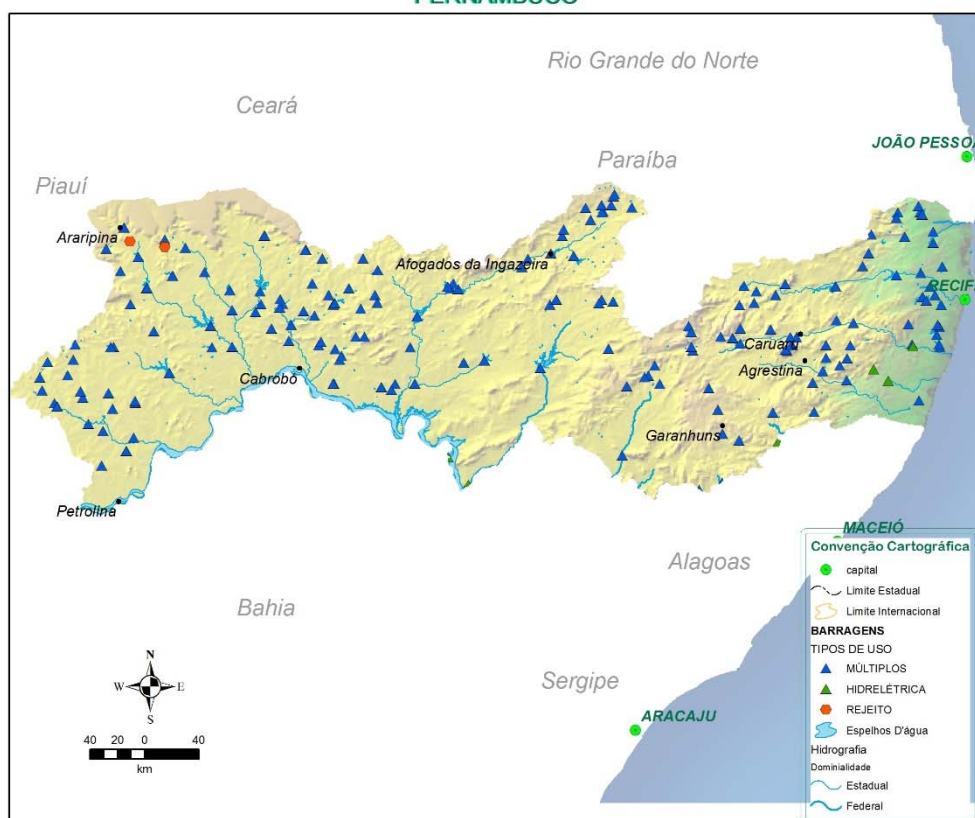 PERNAMBUCO
Rio Grande do Norte
Ceará
JOÃO PESSOA
Paraíba
Piauí
Araripina
Afogados da Ingazeira
RECIFE
Caruaru
Cabrobó
Agrestina
Garanhuns
Petrolina
MACEIÓ
Alagoas
Bahia
Sergipe
ARACAJU
N
W E
S
40 20 0 40
km
Convenção Cartográfica
capital
Limite Estadual
Limite Internacional
BARRAGENS
TIPOS DE USO
MÚLTIPLOS
HIDRELÉTRICA
REJEITO
Espelhos D'água
Hidrografia
Dominialidade
Estadual
Federal